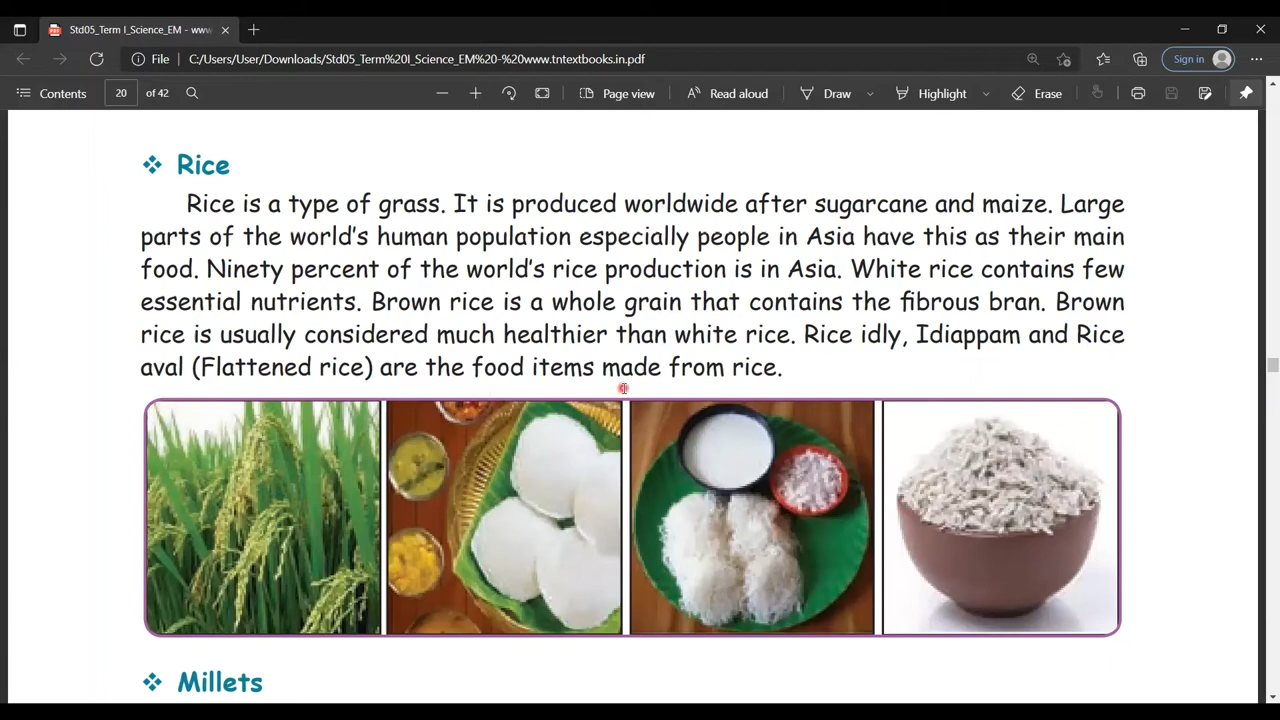 Std05_Term I_Science_EM - www
File
C:/Users/User/Downloads/Std05_Term%20I_Science_EM%20-%20www.tntextbooks.in.pdf
Sign in
Contents
20
of 42
Page view
Read aloud
Draw
Highlight
Erase
Rice
Rice is a type of grass. It is produced worldwide after sugarcane and maize. Large
parts of the world's human population especially people in Asia have this as their main
food. Ninety percent of the world's rice production is in Asia. White rice contains few
essential nutrients. Brown rice is a whole grain that contains the fibrous bran. Brown
rice is usually considered much healthier than white rice. Rice idly, Idiappam and Rice
aval (Flattened rice) are the food items made from rice.
Millets